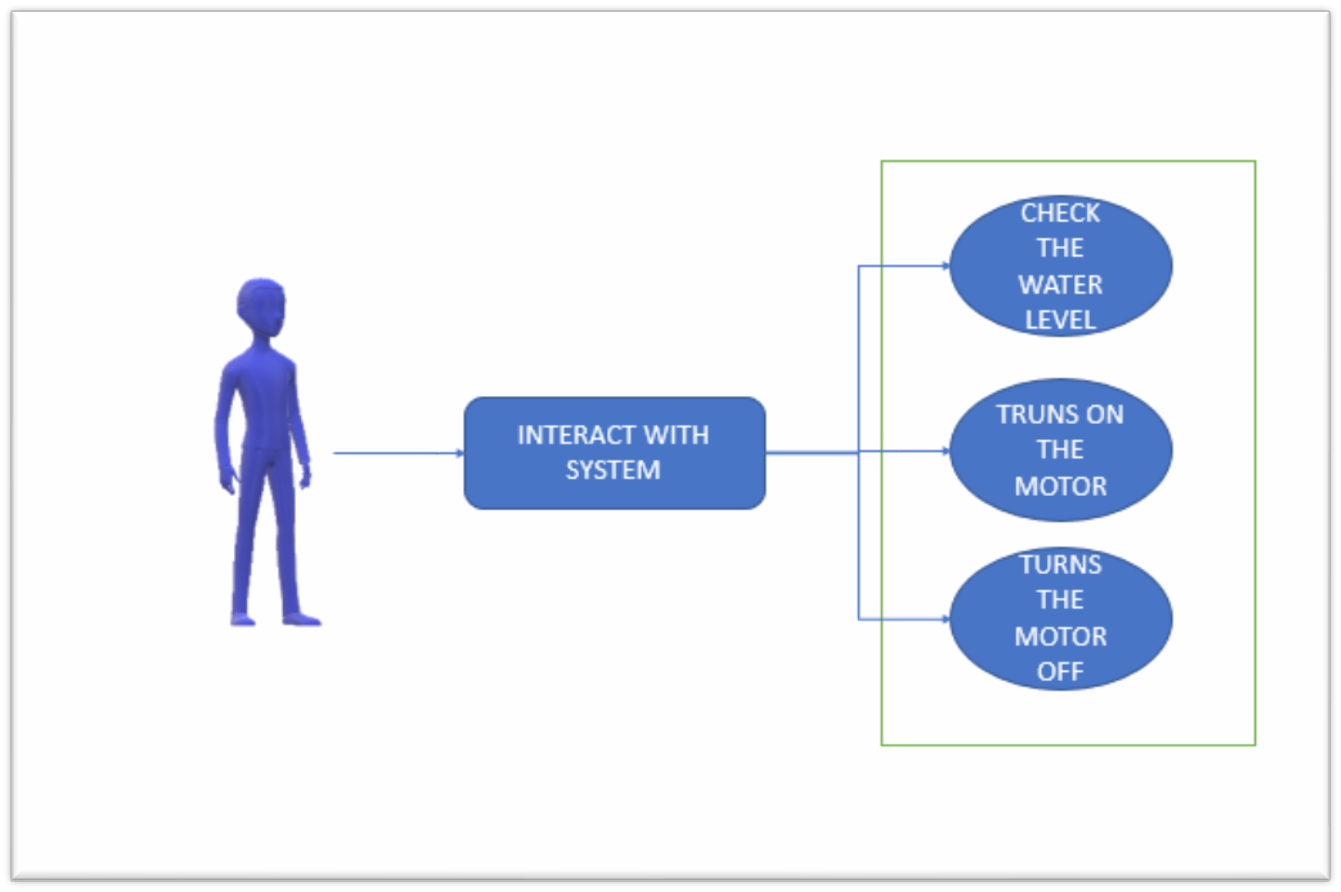 INTERACT WITH
SYSTEM
CHECK
THE
WATER
LEVEL
TRUNS ON
THE
MOTOR
TURNS
THE
MOTOR
OFF